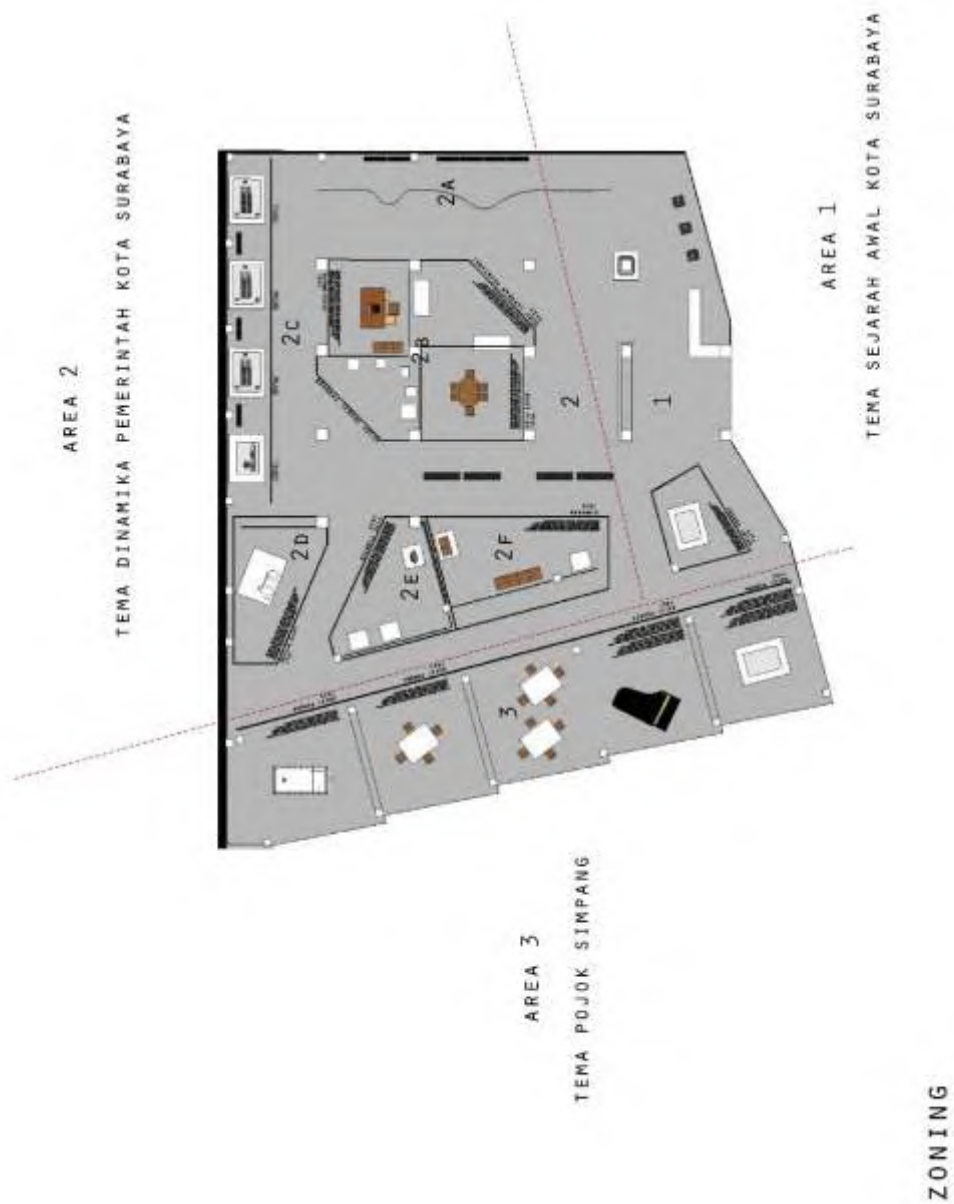 AREA 2
TEMA DINAMIKA PEMERINTAH KOTA SURABAYA
2A
2B
2C
2D
2E
2F
2
1
3
AREA 1
TEMA SEJARAH AWAL KOTA SURABAYA
AREA 3
TEMA POJOK SIMPANG
ZONING